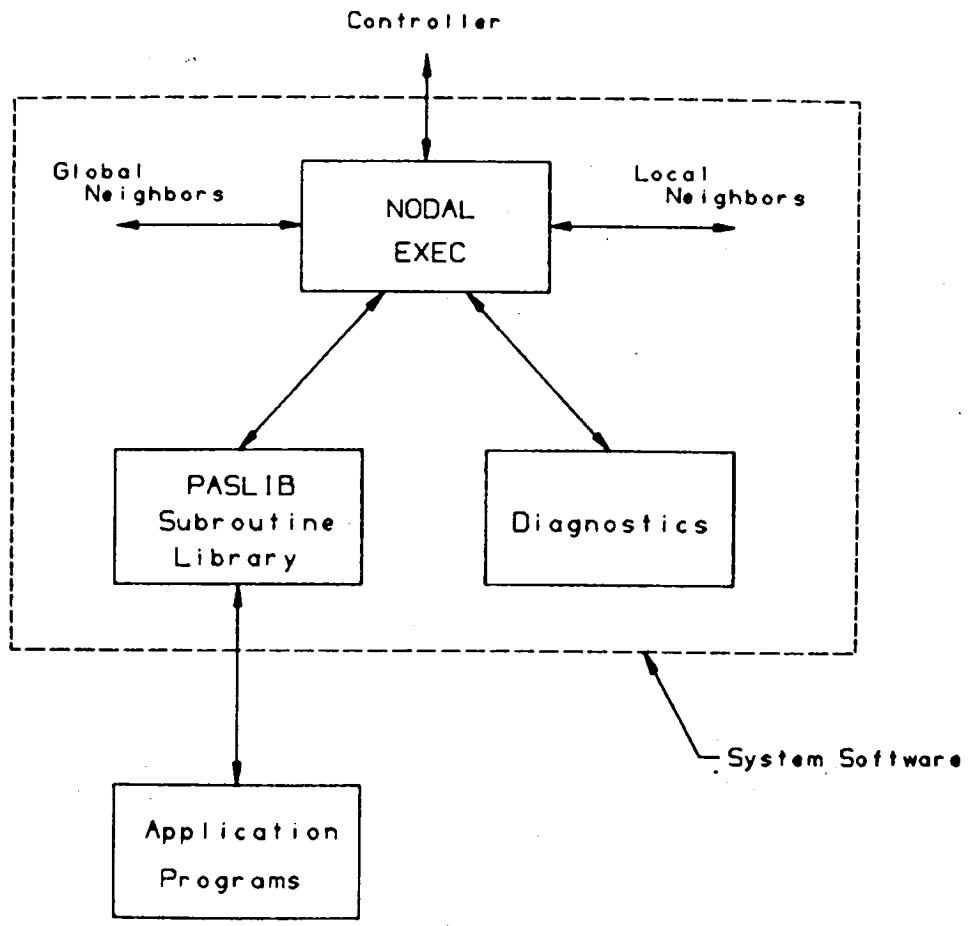 Controller
Global
Neighbors
Local
Neighbors
NODAL
EXEC
PASLIB
Subroutine
Library
Diagnostics
System Software
Application
Programs